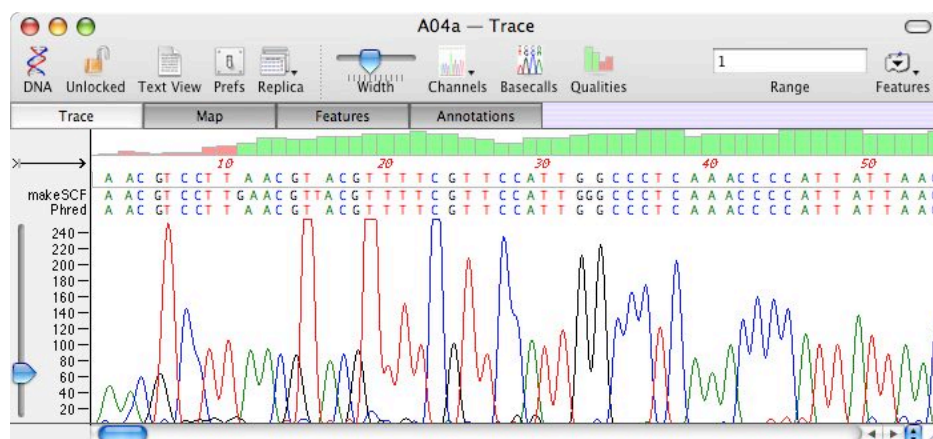 A04a — Trace
DNA Unlocked Text View Prefs Replica Width Channels Basecalls Qualities 1 Range Features
Trace Map Features Annotations
10 20 30 40 50
A A C G T C C T T A A C G T A C G T T T T C G T T C C A T T G G C C C T C A A A C C C C A T T A T T A A
makeSCF A A C G T C C T T G A A C G T T A C G T T T T C G T T C C A T T G G G C C C T C A A A C C C C A T T A T T A A
Phred A A C G T C C T T A A C G T A C G T T T T C G T T C C A T T G G C C C T C A A A C C C C A T T A T T A A
240
220
200
180
160
140
120
100
80
60
40
20